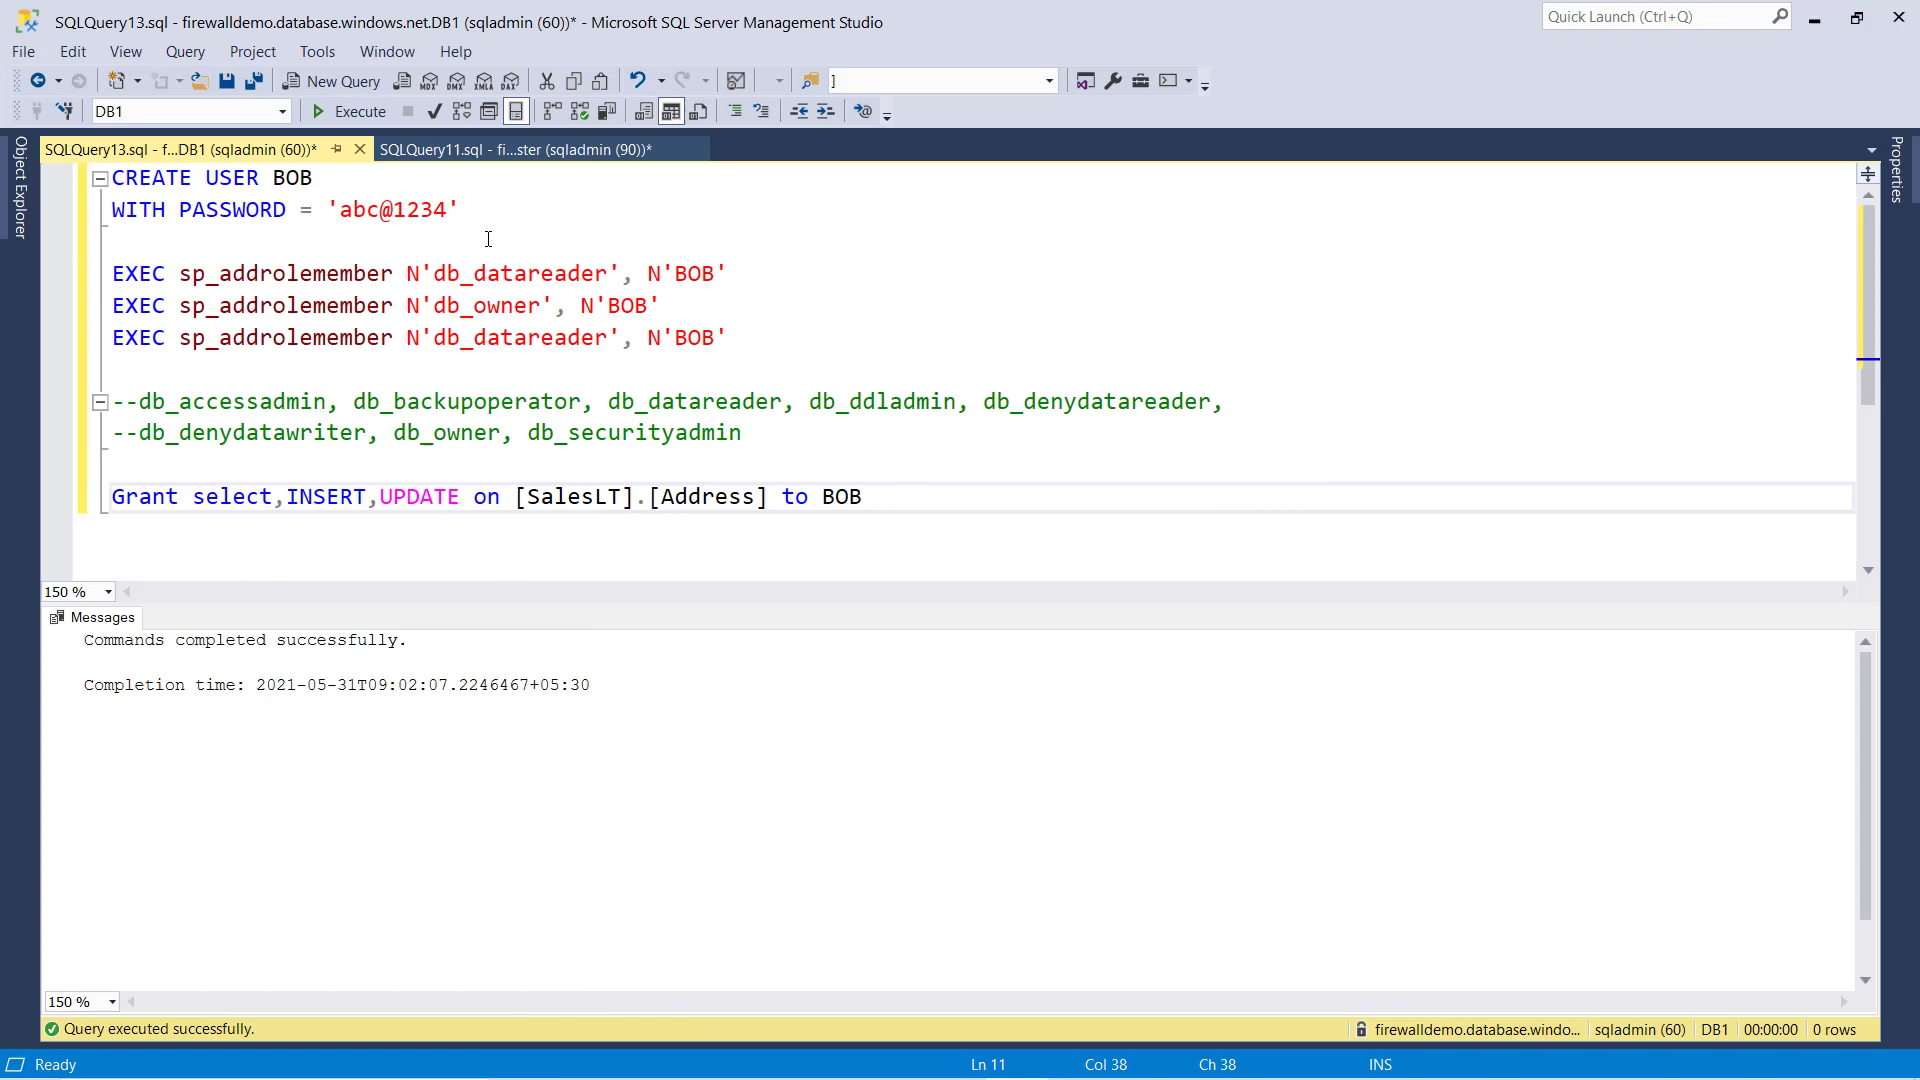 SQLQuery13.sql - firewalldemo.database.windows.net.DB1 (sqladmin (60))* - Microsoft SQL Server Management Studio
Quick Launch (Ctrl+Q)
File Edit View Query Project Tools Window Help
New Query
MDX DMX XMLA DAX
]
DB1
Execute
Object Explorer
SQLQuery13.sql - f...DB1 (sqladmin (60))*
SQLQuery11.sql - fi...ster (sqladmin (90))*
Properties
CREATE USER BOB
WITH PASSWORD = 'abc@1234'
EXEC sp_addrolemember N'db_datareader', N'BOB'
EXEC sp_addrolemember N'db_owner', N'BOB'
EXEC sp_addrolemember N'db_datareader', N'BOB'
--db_accessadmin, db_backupoperator, db_datareader, db_ddladmin, db_denydatareader,
--db_denydatawriter, db_owner, db_securityadmin
Grant select,INSERT,UPDATE on [SalesLT].[Address] to BOB
150 %
Messages
Commands completed successfully.
Completion time: 2021-05-31T09:02:07.2246467+05:30
150 %
Query executed successfully.
firewalldemo.database.windo... sqladmin (60) DB1 00:00:00 0 rows
Ready
Ln 11 Col 38 Ch 38 INS